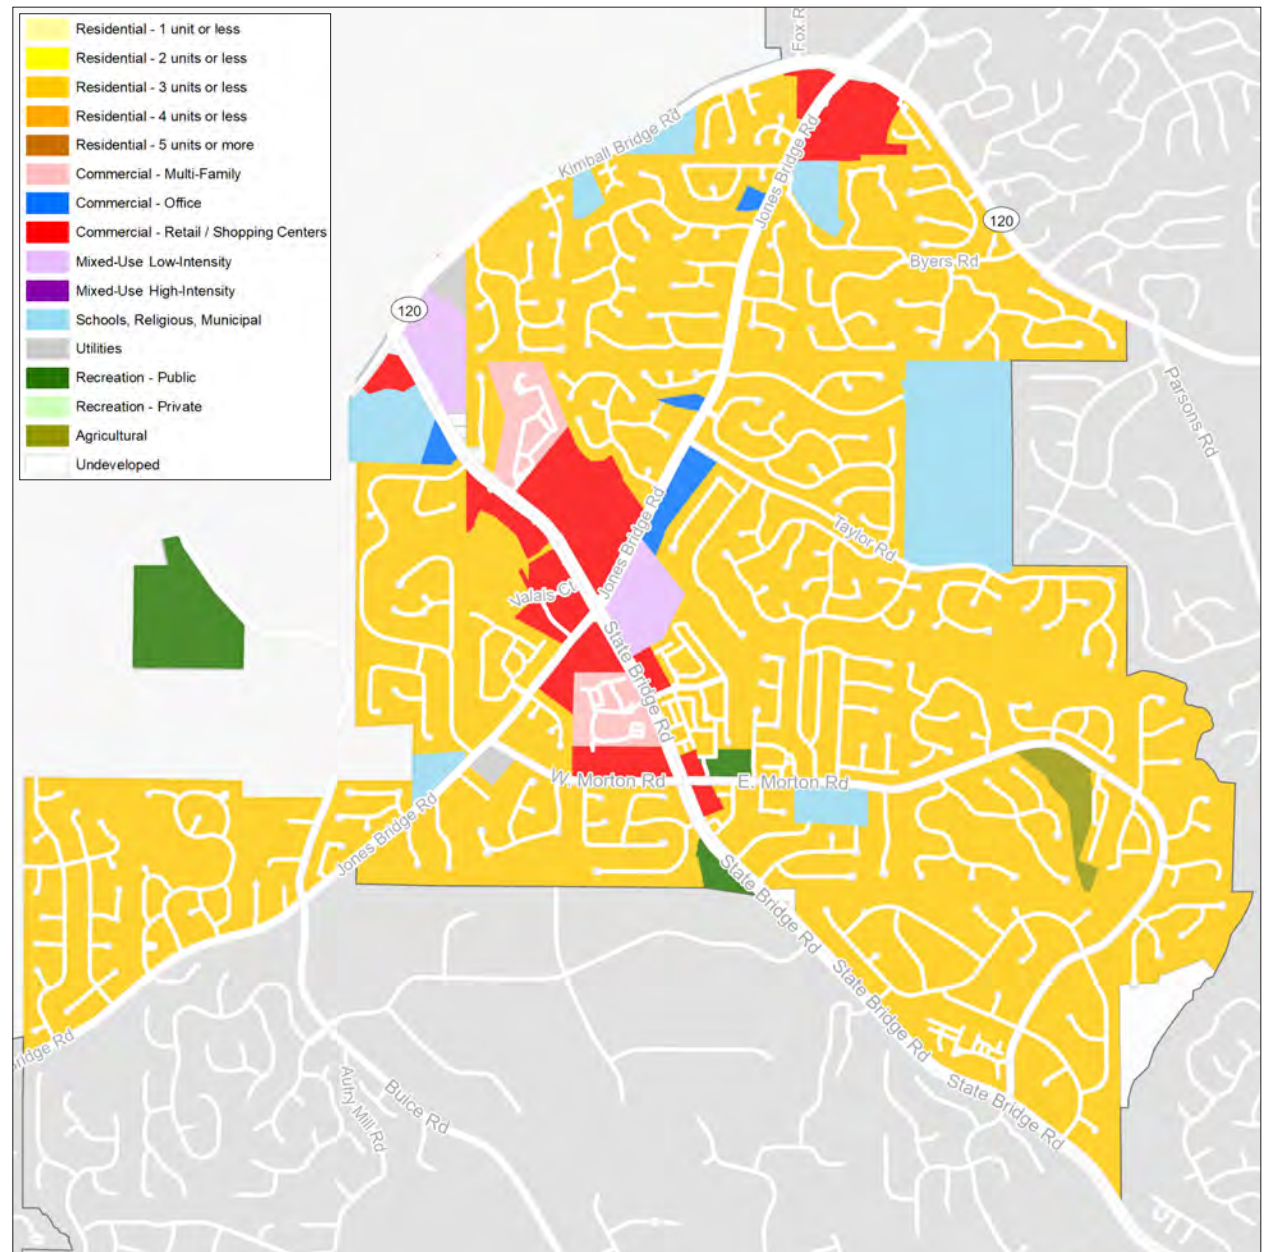 Residential - 1 unit or less
Residential - 2 units or less
Residential - 3 units or less
Residential - 4 units or less
Residential - 5 units or more
Commercial - Multi-Family
Commercial - Office
Commercial - Retail / Shopping Centers
Mixed-Use Low-Intensity
Mixed-Use High-Intensity
Schools, Religious, Municipal
Utilities
Recreation - Public
Recreation - Private
Agricultural
Undeveloped
Fox R
Kimball Bridge Rd
Jones Bridge Rd
120
Byers Rd
120
Parsons Rd
Jones Bridge Rd
Taylor Rd
Valais Ct
State Bridge Rd
W. Morton Rd
E. Morton Rd
Jones Bridge Rd
State Bridge Rd
State Bridge Rd
ridge Rd
Autry Mill Rd
Buice Rd
State Bridge Rd